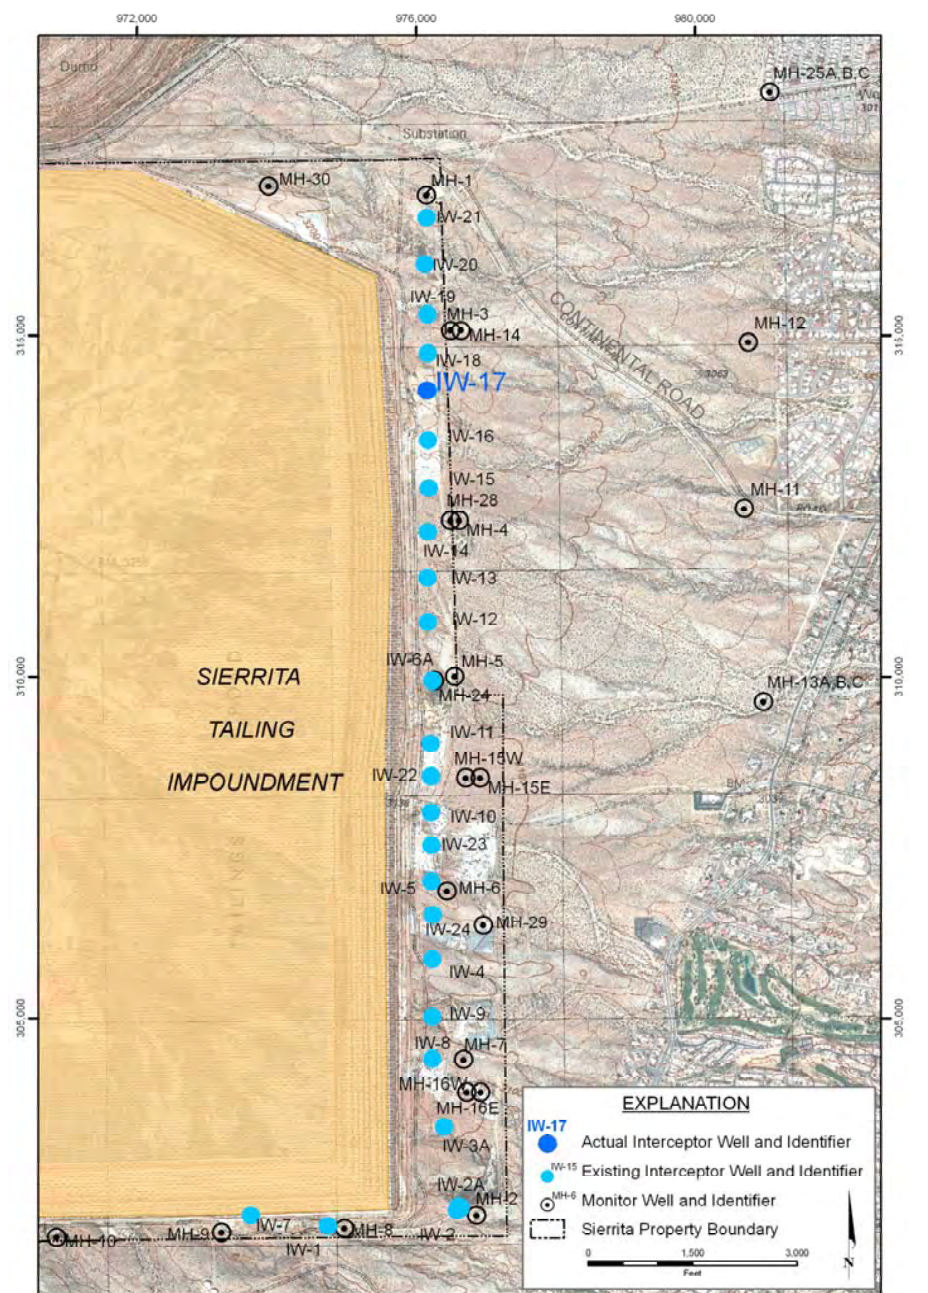 972,000
976,000
980,000
Dump
MH-25A,B,C
Substation
MH-30
MH-1
IW-21
IW-20
IW-19
MH-3
MH-14
MH-12
315,000
315,000
CONTINENTAL ROAD
IW-18
3063
IW-17
IW-16
IW-15
MH-28
MH-11
MH-4
ROAD
IW-14
IW-13
IW-12
IW-6A
MH-5
310,000
310,000
SIERRITA
MH-24
MH-13A,B,C
TAILING
IW-11
MH-15W
IW-22
IMPOUNDMENT
MH-15E
BM
IW-10
IW-23
TAILINGS
IW-5
MH-6
MH-29
IW-24
IW-4
305,000
305,000
IW-9
IW-8
MH-7
MH-16W
MH-16E
IW-3A
IW-2A
MH-2
MH-10
MH-9
IW-7
IW-1
MH-8
IW-2
EXPLANATION
IW-17
Actual Interceptor Well and Identifier
IW-15 Existing Interceptor Well and Identifier
MH-6 Monitor Well and Identifier
Sierrita Property Boundary
0 1,500 3,000
Feet
N